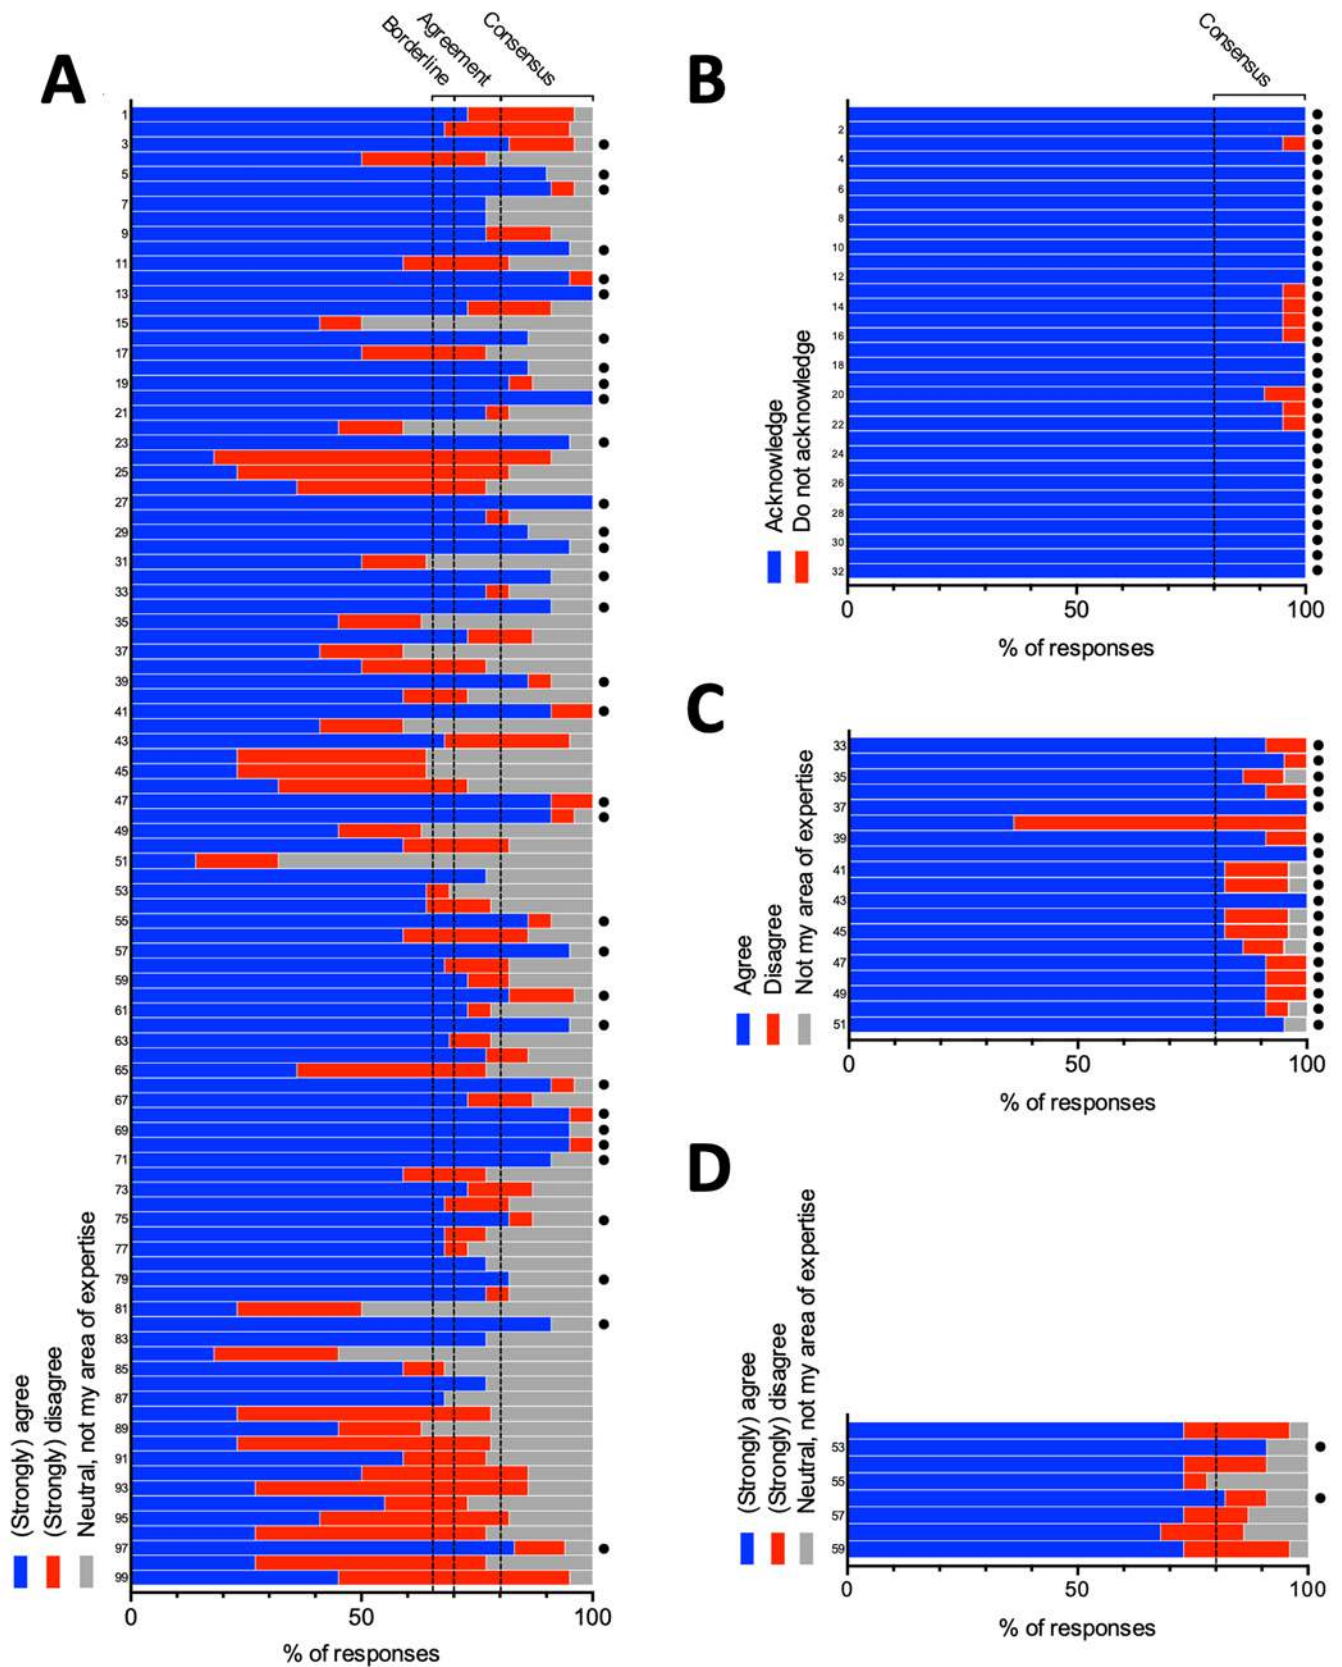 A
Borderline
Agreement
Consensus
1
3
5
7
9
11
13
15
17
19
21
23
25
27
29
31
33
35
37
39
41
43
45
47
49
51
53
55
57
59
61
63
65
67
69
71
73
75
77
79
81
83
85
87
89
91
93
95
97
99
0 50 100
% of responses
(Strongly) agree
(Strongly) disagree
Neutral, not my area of expertise
B
Consensus
2
4
6
8
10
12
14
16
18
20
22
24
26
28
30
32
0 50 100
% of responses
Acknowledge
Do not acknowledge
C
33
35
37
39
41
43
45
47
49
51
0 50 100
% of responses
Agree
Disagree
Not my area of expertise
D
53
55
57
59
0 50 100
% of responses
(Strongly) agree
(Strongly) disagree
Neutral, not my area of expertise